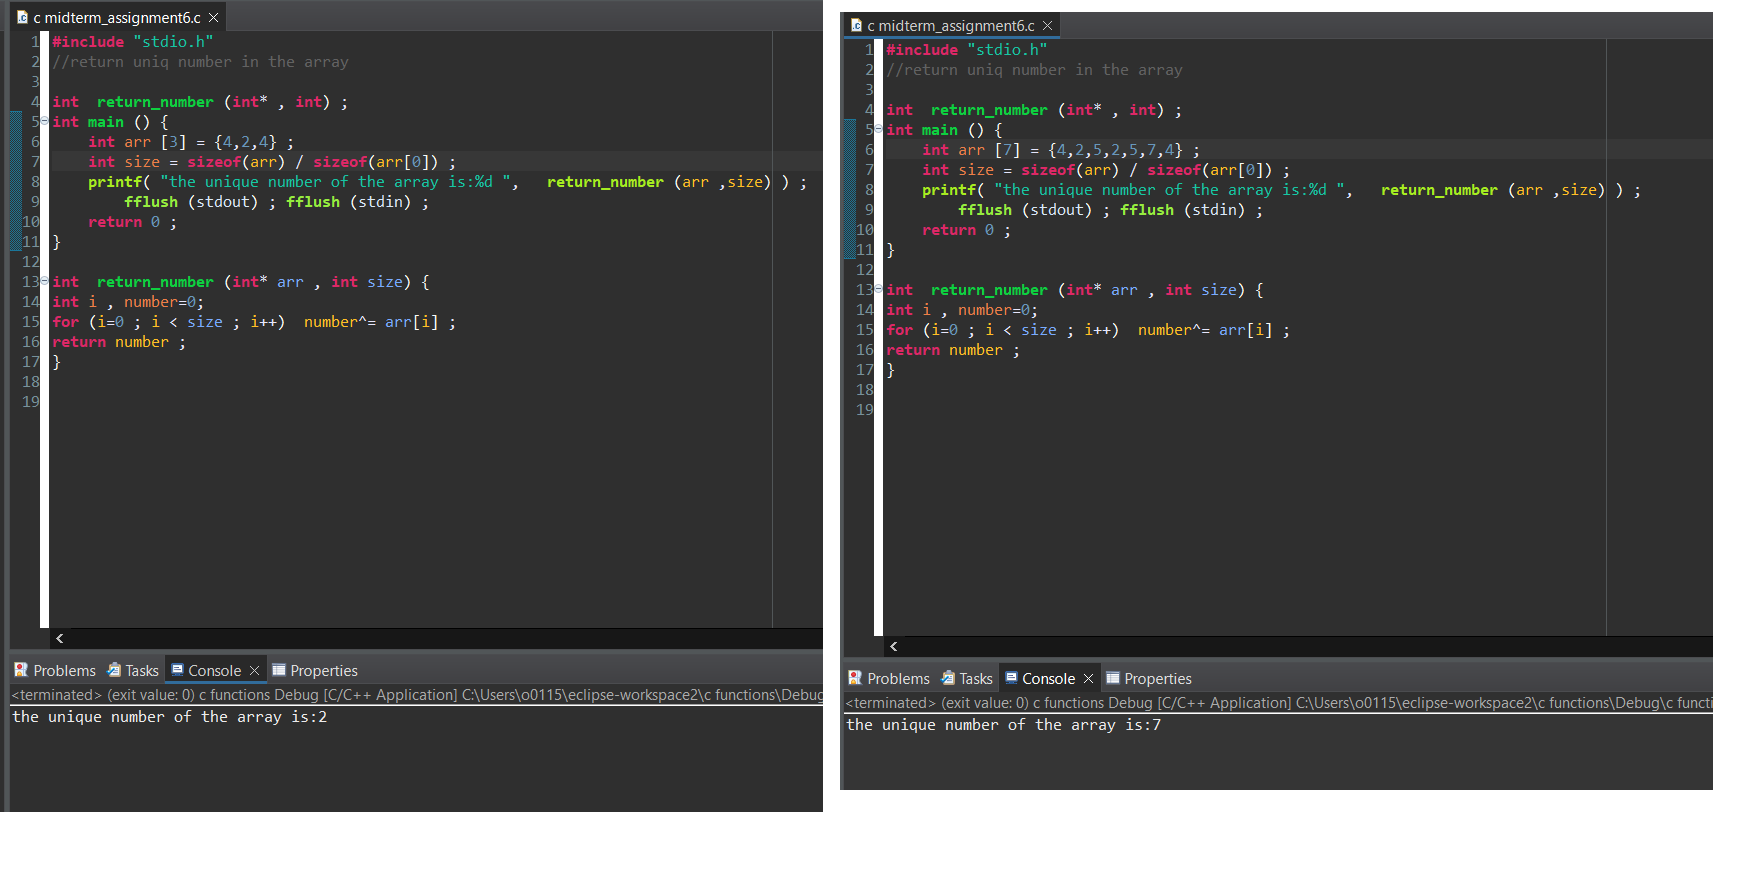 c midterm_assignment6.c
1 #include "stdio.h"
2 //return uniq number in the array
3
4 int  return_number (int* , int) ;
5 int main () {
6     int arr [3] = {4,2,4} ;
7     int size = sizeof(arr) / sizeof(arr[0]) ;
8     printf( "the unique number of the array is:%d ",   return_number (arr ,size) ) ;
9         fflush (stdout) ; fflush (stdin) ;
10     return 0 ;
11 }
12
13 int  return_number (int* arr , int size) {
14 int i , number=0;
15 for (i=0 ; i < size ; i++)  number^= arr[i] ;
16 return number ;
17 }
18
19
Problems Tasks Console Properties
<terminated> (exit value: 0) c functions Debug [C/C++ Application] C:\Users\o0115\eclipse-workspace2\c functions\Debug
the unique number of the array is:2
c midterm_assignment6.c
1 #include "stdio.h"
2 //return uniq number in the array
3
4 int  return_number (int* , int) ;
5 int main () {
6     int arr [7] = {4,2,5,2,5,7,4} ;
7     int size = sizeof(arr) / sizeof(arr[0]) ;
8     printf( "the unique number of the array is:%d ",   return_number (arr ,size) ) ;
9         fflush (stdout) ; fflush (stdin) ;
10     return 0 ;
11 }
12
13 int  return_number (int* arr , int size) {
14 int i , number=0;
15 for (i=0 ; i < size ; i++)  number^= arr[i] ;
16 return number ;
17 }
18
19
Problems Tasks Console Properties
<terminated> (exit value: 0) c functions Debug [C/C++ Application] C:\Users\o0115\eclipse-workspace2\c functions\Debug\c functi
the unique number of the array is:7